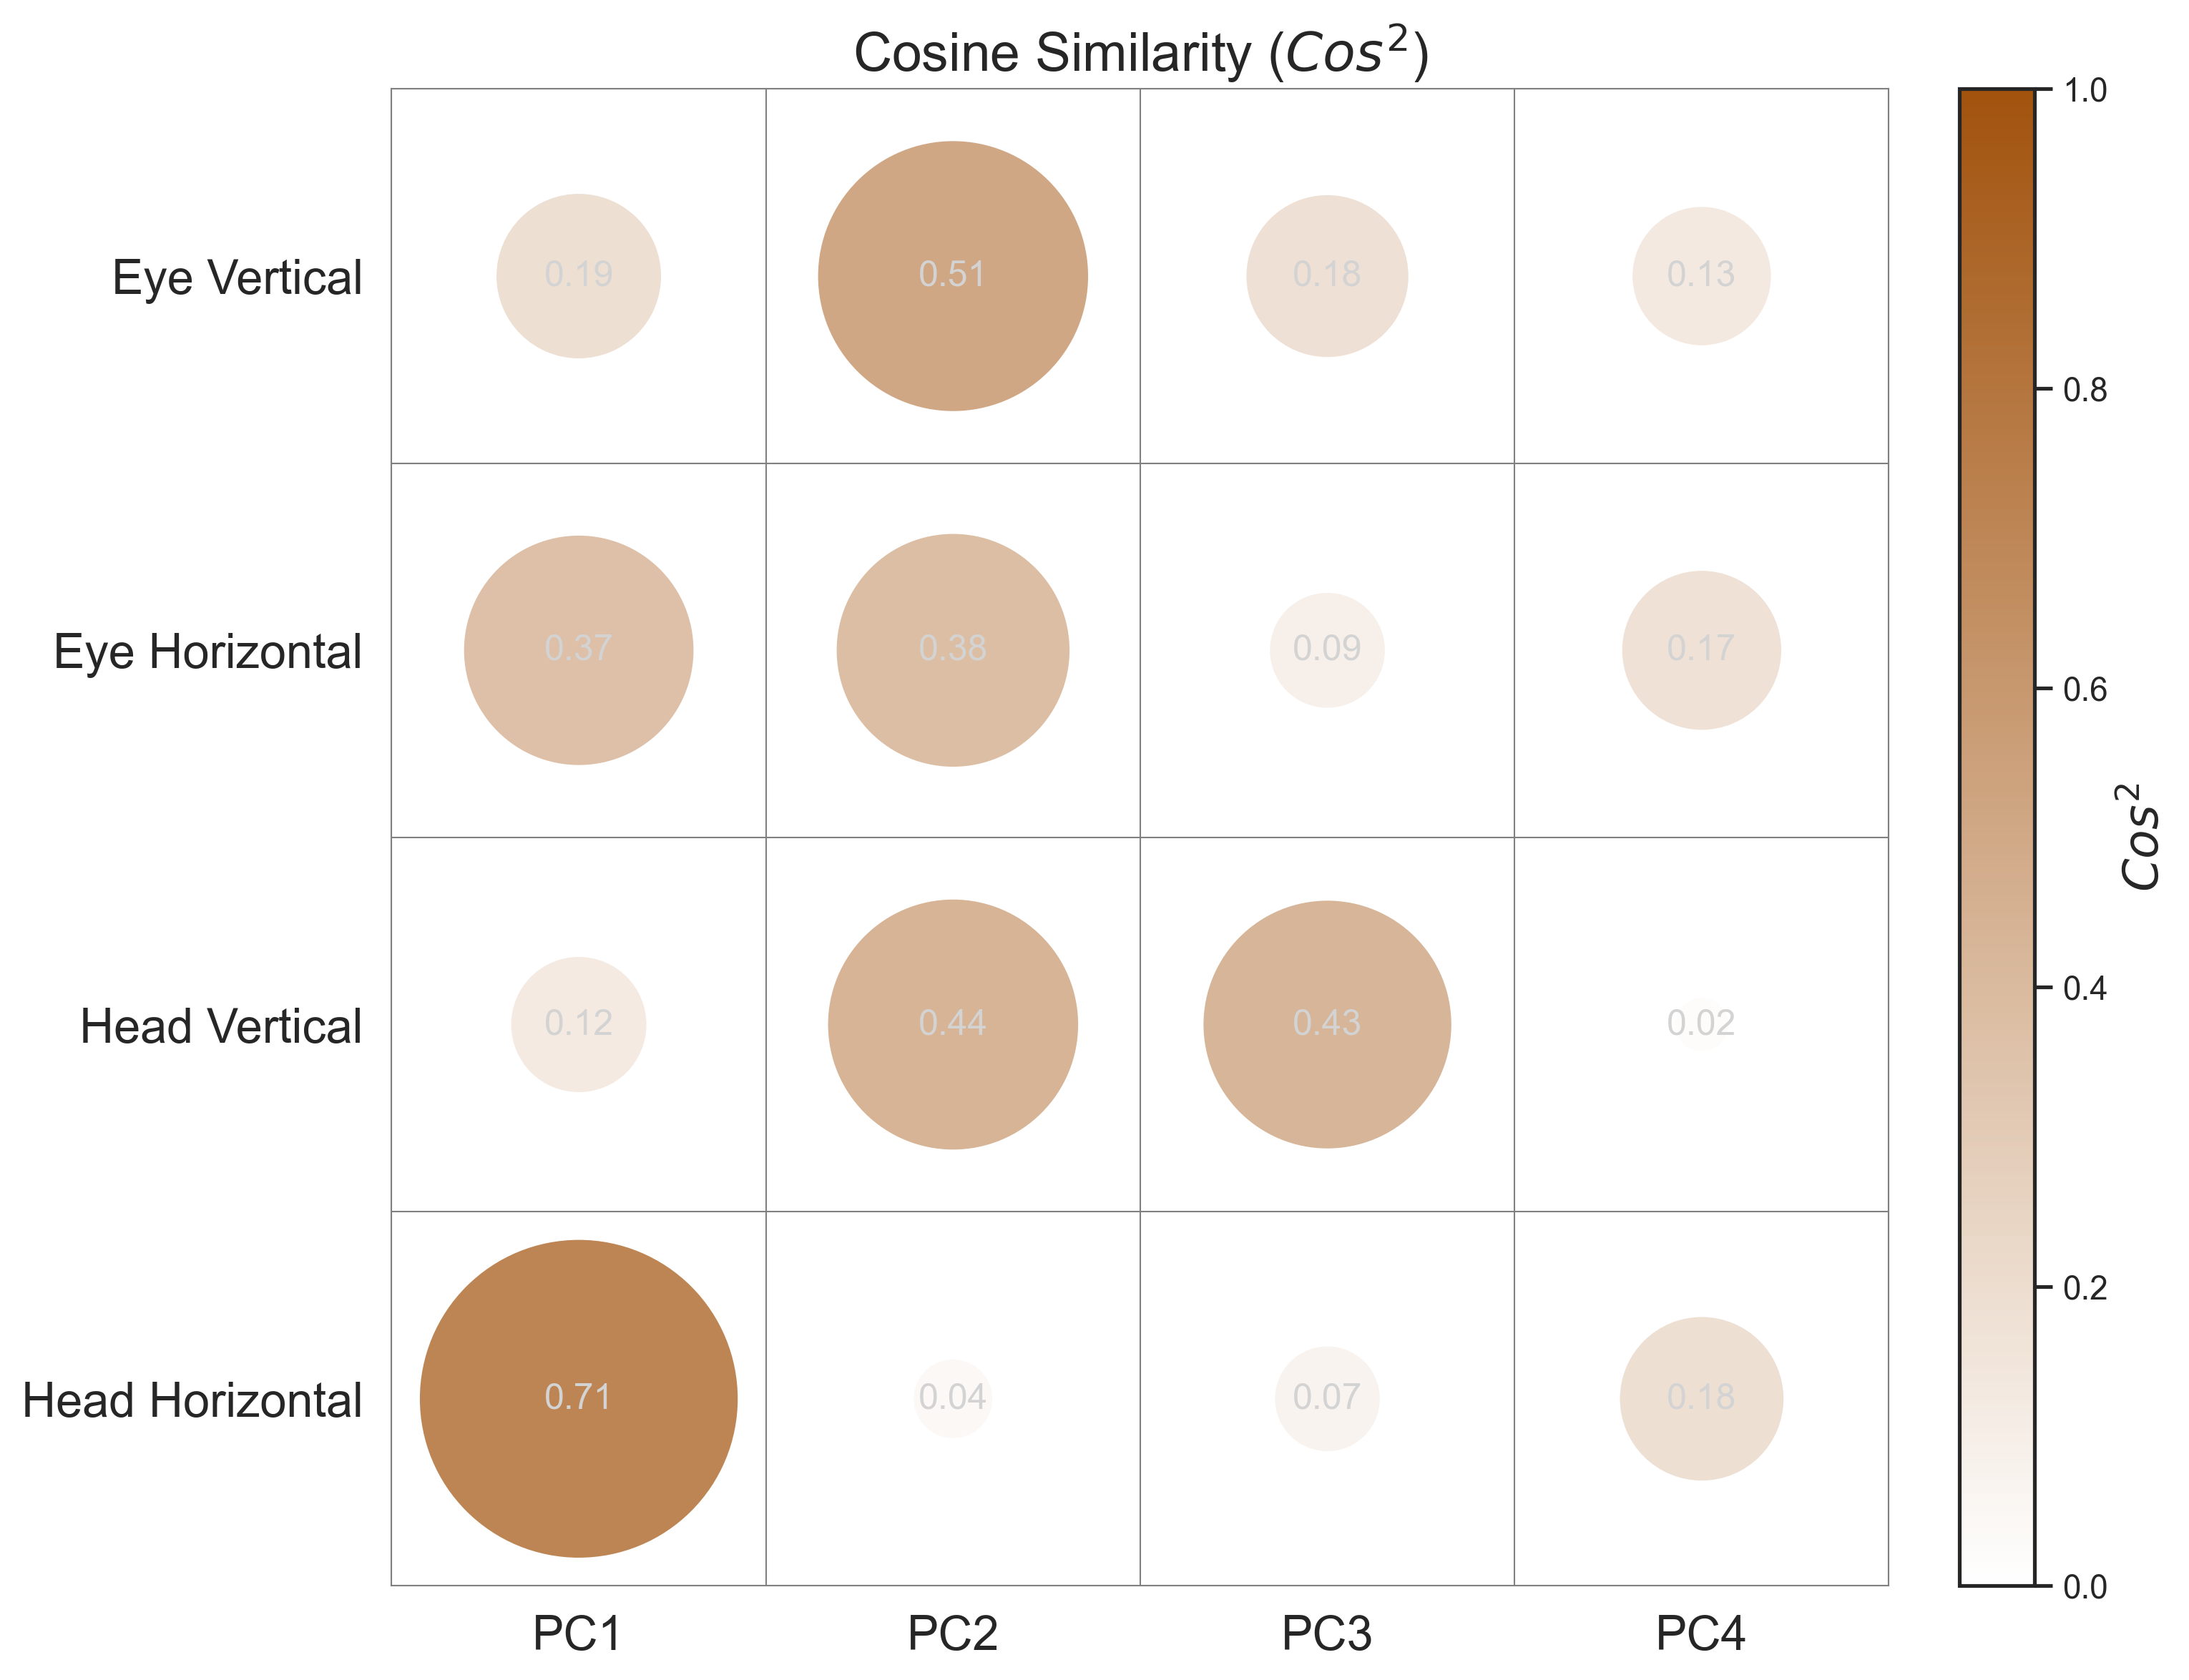 Cosine Similarity (Cos²)
Eye Vertical
0.19 0.51 0.18 0.13
Eye Horizontal
0.37 0.38 0.09 0.17
Head Vertical
0.12 0.44 0.43 0.02
Head Horizontal
0.71 0.04 0.07 0.18
PC1 PC2 PC3 PC4
1.0
0.8
0.6
0.4
0.2
0.0
Cos²